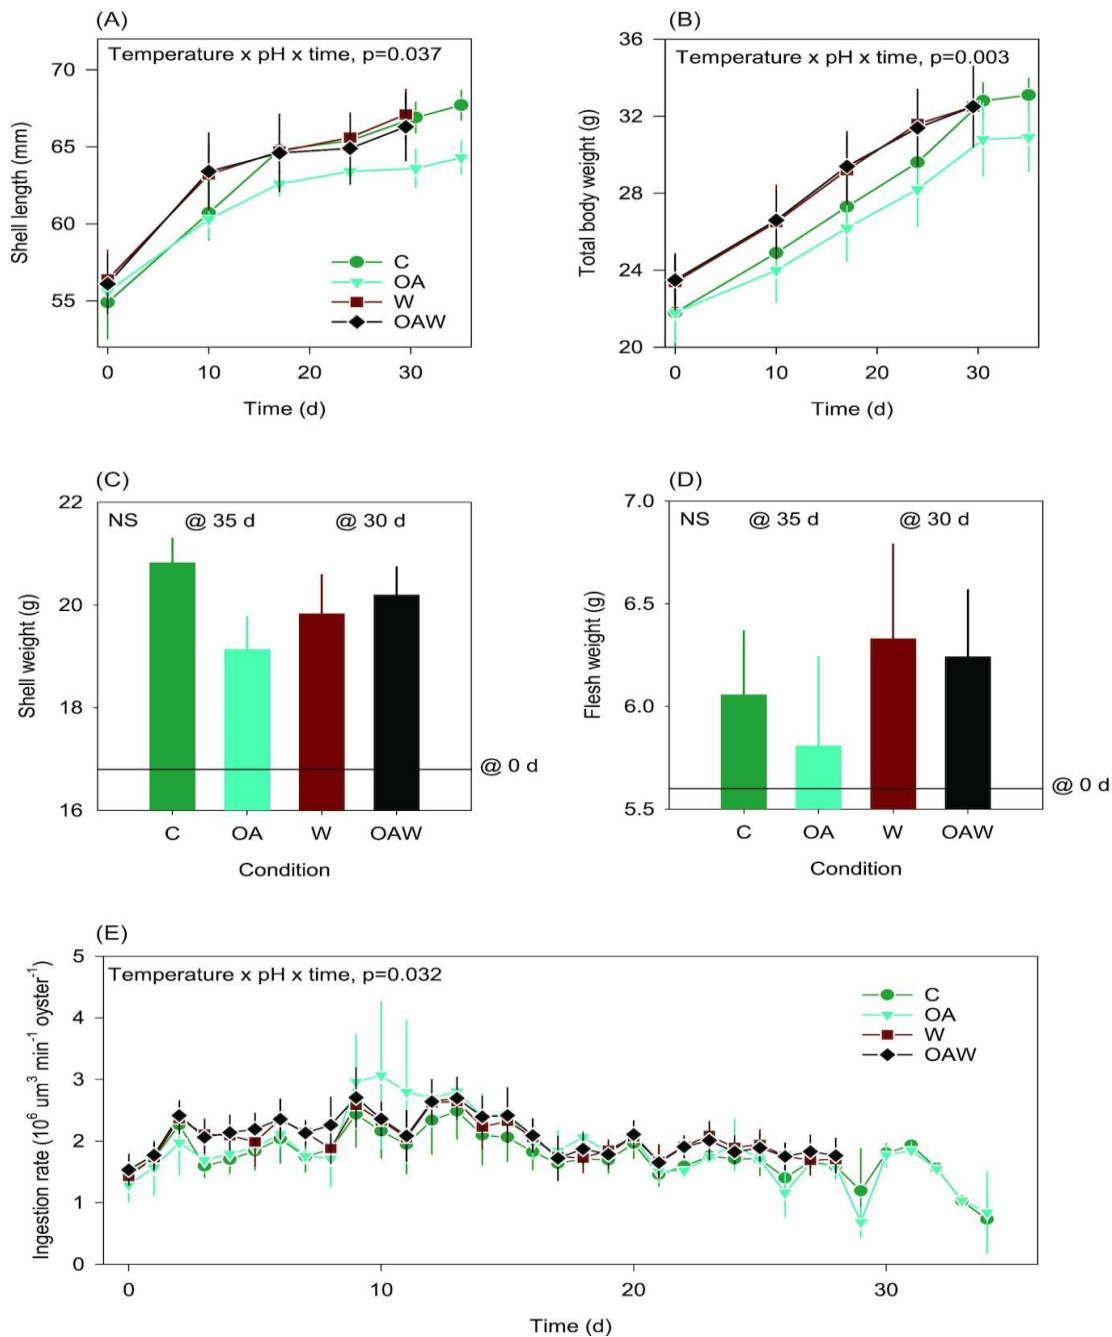 (A)
Temperature x pH x time, p=0.037
70
65
60
55
Shell length (mm)
C
OA
W
OAW
0 10 20 30
Time (d)
(B)
Temperature x pH x time, p=0.003
36
32
28
24
20
Total body weight (g)
0 10 20 30
Time (d)
(C)
NS @ 35 d @ 30 d
22
20
18
16
Shell weight (g)
@ 0 d
C OA W OAW
Condition
(D)
NS @ 35 d @ 30 d
7.0
6.5
6.0
5.5
Flesh weight (g)
@ 0 d
C OA W OAW
Condition
(E)
Temperature x pH x time, p=0.032
5
4
3
2
1
0
Ingestion rate (10⁶ um³ min⁻¹ oyster⁻¹)
C
OA
W
OAW
0 10 20 30
Time (d)